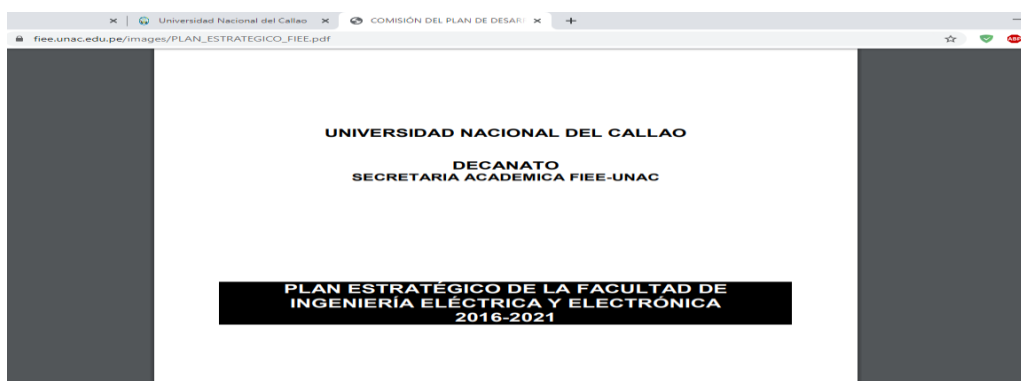 Universidad Nacional del Callao
COMISIÓN DEL PLAN DE DESAR
fiee.unac.edu.pe/images/PLAN_ESTRATEGICO_FIEE.pdf
ABP
UNIVERSIDAD NACIONAL DEL CALLAO
DECANATO
SECRETARIA ACADEMICA FIEE-UNAC
PLAN ESTRATÉGICO DE LA FACULTAD DE
INGENIERÍA ELÉCTRICA Y ELECTRÓNICA
2016-2021